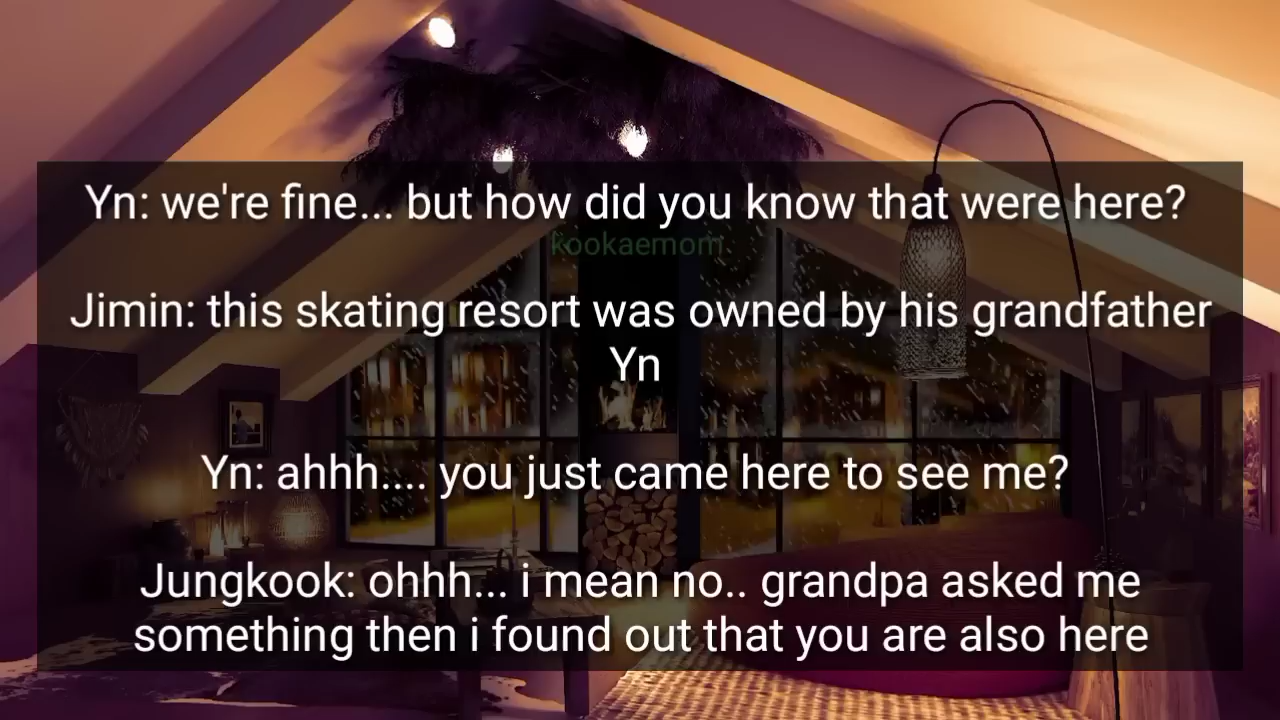 Yn: we're fine... but how did you know that were here?
kookaemom
Jimin: this skating resort was owned by his grandfather
Yn
Yn: ahhh.... you just came here to see me?
Jungkook: ohhh... i mean no.. grandpa asked me
something then i found out that you are also here